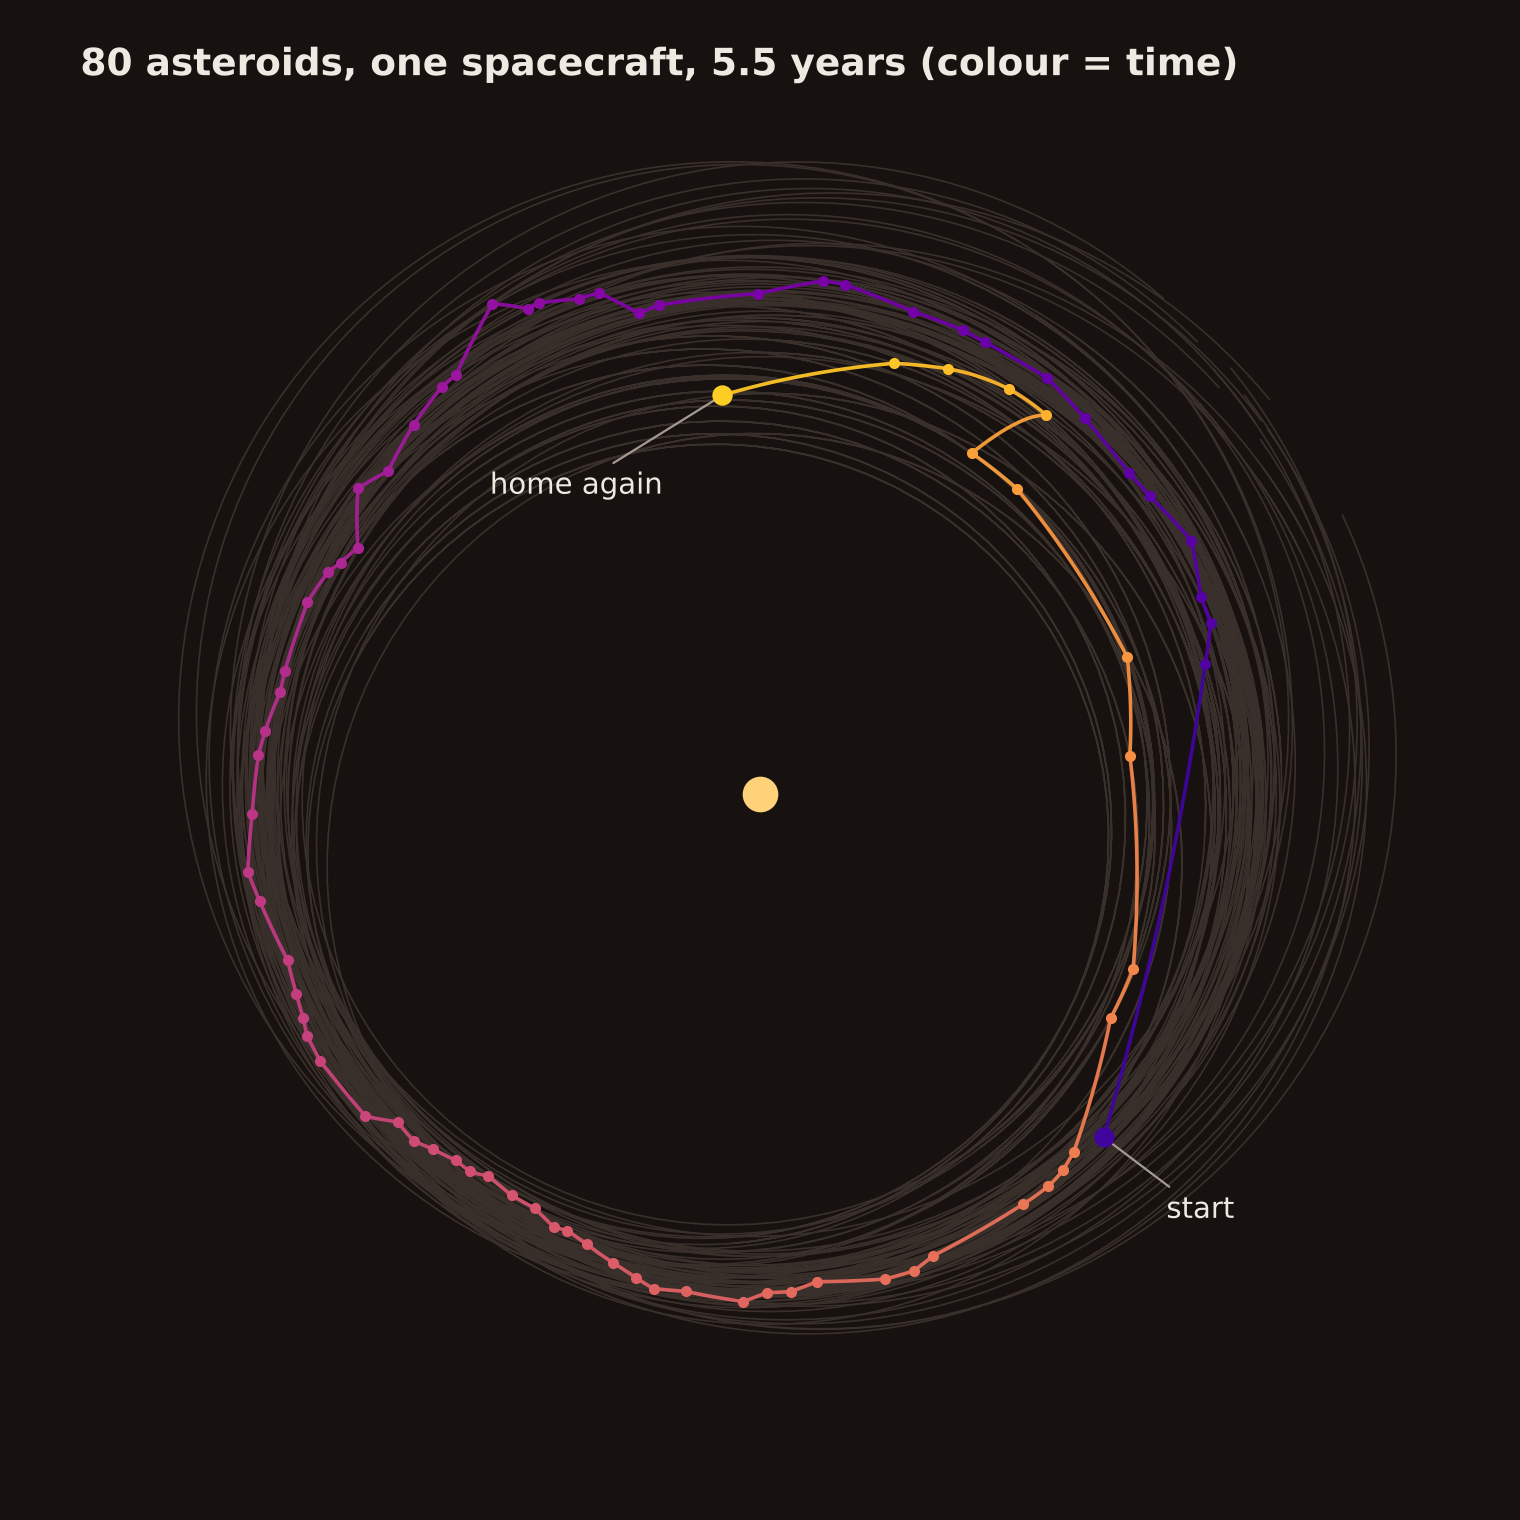 80 asteroids, one spacecraft, 5.5 years (colour = time)
home again
start